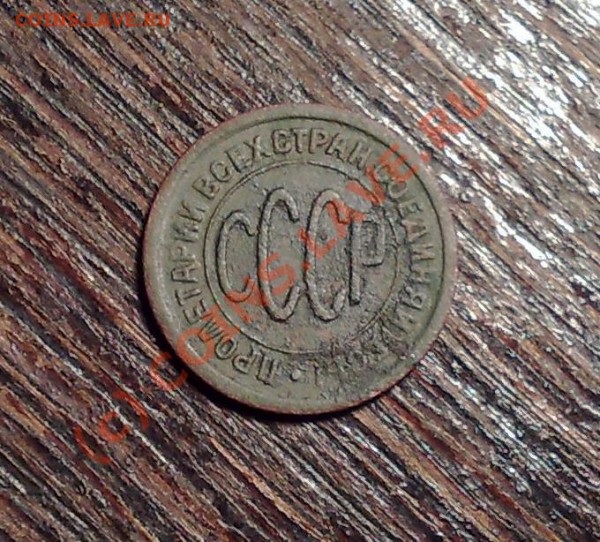 COINS.LAVE.RU
ПРОЛЕТАРИИ ВСЕХ СТРАН СОЕДИНЯЙТЕСЬ
СССР
(c) COINS.LAVE.RU